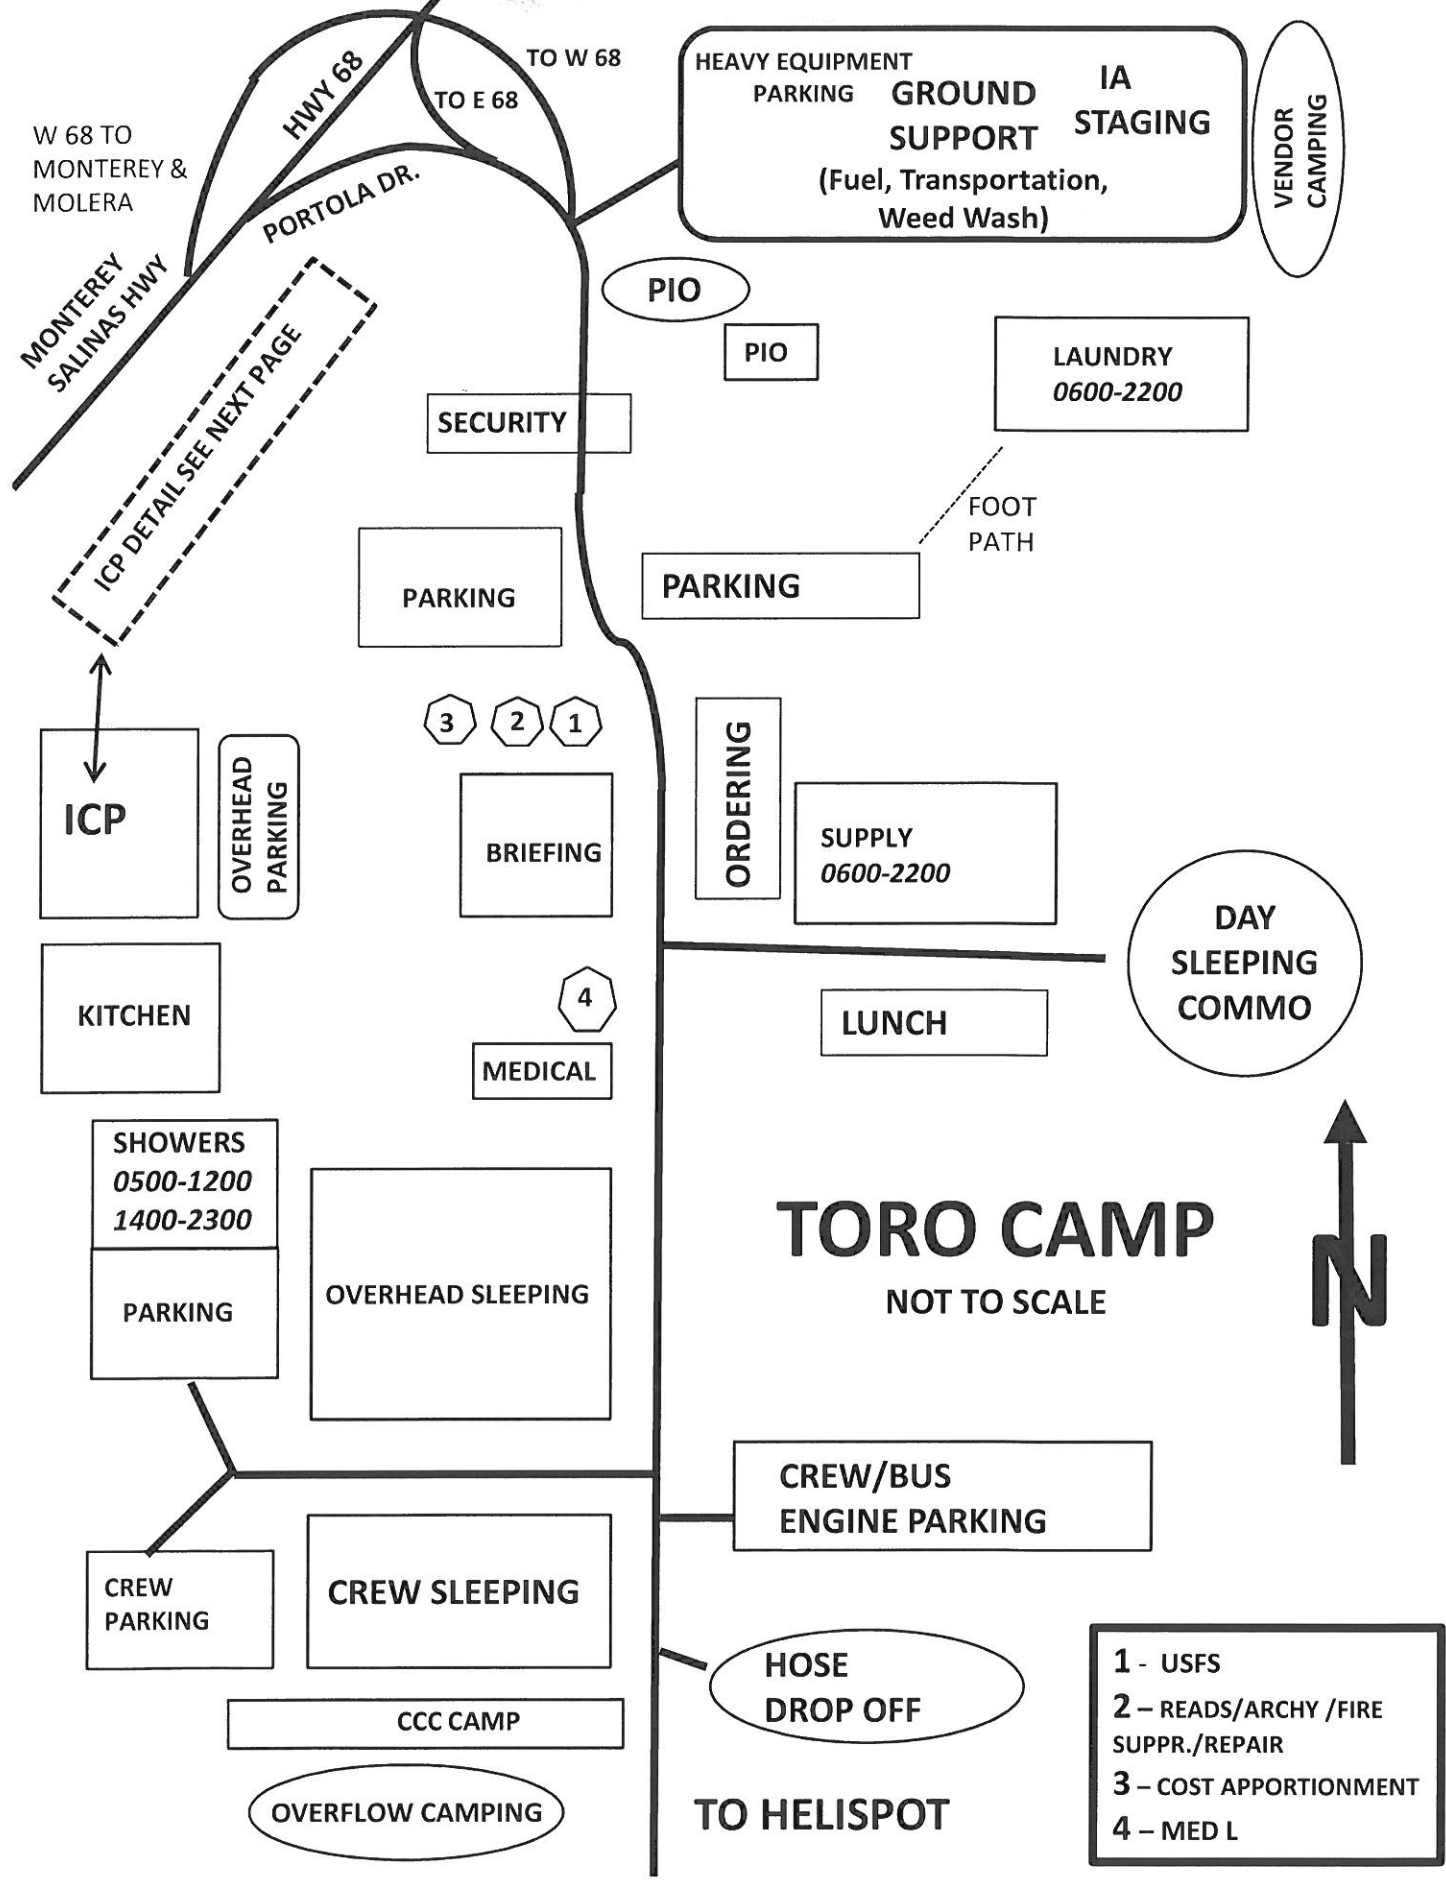 TO W 68
HWY 68
TO E 68
W 68 TO
MONTEREY &
MOLERA
PORTOLA DR.
MONTEREY
SALINAS HWY
HEAVY EQUIPMENT
PARKING
GROUND
SUPPORT
(Fuel, Transportation,
Weed Wash)
IA
STAGING
VENDOR
CAMPING
PIO
PIO
LAUNDRY
0600-2200
ICP DETAIL SEE NEXT PAGE
SECURITY
FOOT
PATH
PARKING
PARKING
3
2
1
ICP
OVERHEAD
PARKING
BRIEFING
ORDERING
SUPPLY
0600-2200
DAY
SLEEPING
COMMO
KITCHEN
4
MEDICAL
LUNCH
SHOWERS
0500-1200
1400-2300
PARKING
OVERHEAD SLEEPING
TORO CAMP
NOT TO SCALE
N
CREW/BUS
ENGINE PARKING
CREW
PARKING
CREW SLEEPING
HOSE
DROP OFF
CCC CAMP
OVERFLOW CAMPING
TO HELISPOT
1 - USFS
2 – READS/ARCHY /FIRE
SUPPR./REPAIR
3 – COST APPORTIONMENT
4 – MED L